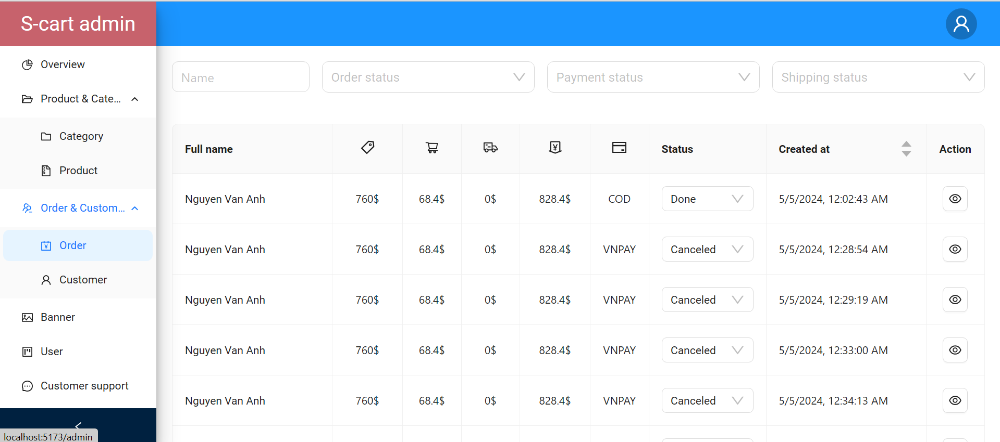 S-cart admin
Overview
Product & Cate...
Category
Product
Order & Custom...
Order
Customer
Banner
User
Customer support
localhost:5173/admin
Name
Order status
Payment status
Shipping status
Full name Status Created at Action
Nguyen Van Anh 760$ 68.4$ 0$ 828.4$ COD Done 5/5/2024, 12:02:43 AM
Nguyen Van Anh 760$ 68.4$ 0$ 828.4$ VNPAY Canceled 5/5/2024, 12:28:54 AM
Nguyen Van Anh 760$ 68.4$ 0$ 828.4$ VNPAY Canceled 5/5/2024, 12:29:19 AM
Nguyen Van Anh 760$ 68.4$ 0$ 828.4$ VNPAY Canceled 5/5/2024, 12:33:00 AM
Nguyen Van Anh 760$ 68.4$ 0$ 828.4$ VNPAY Canceled 5/5/2024, 12:34:13 AM